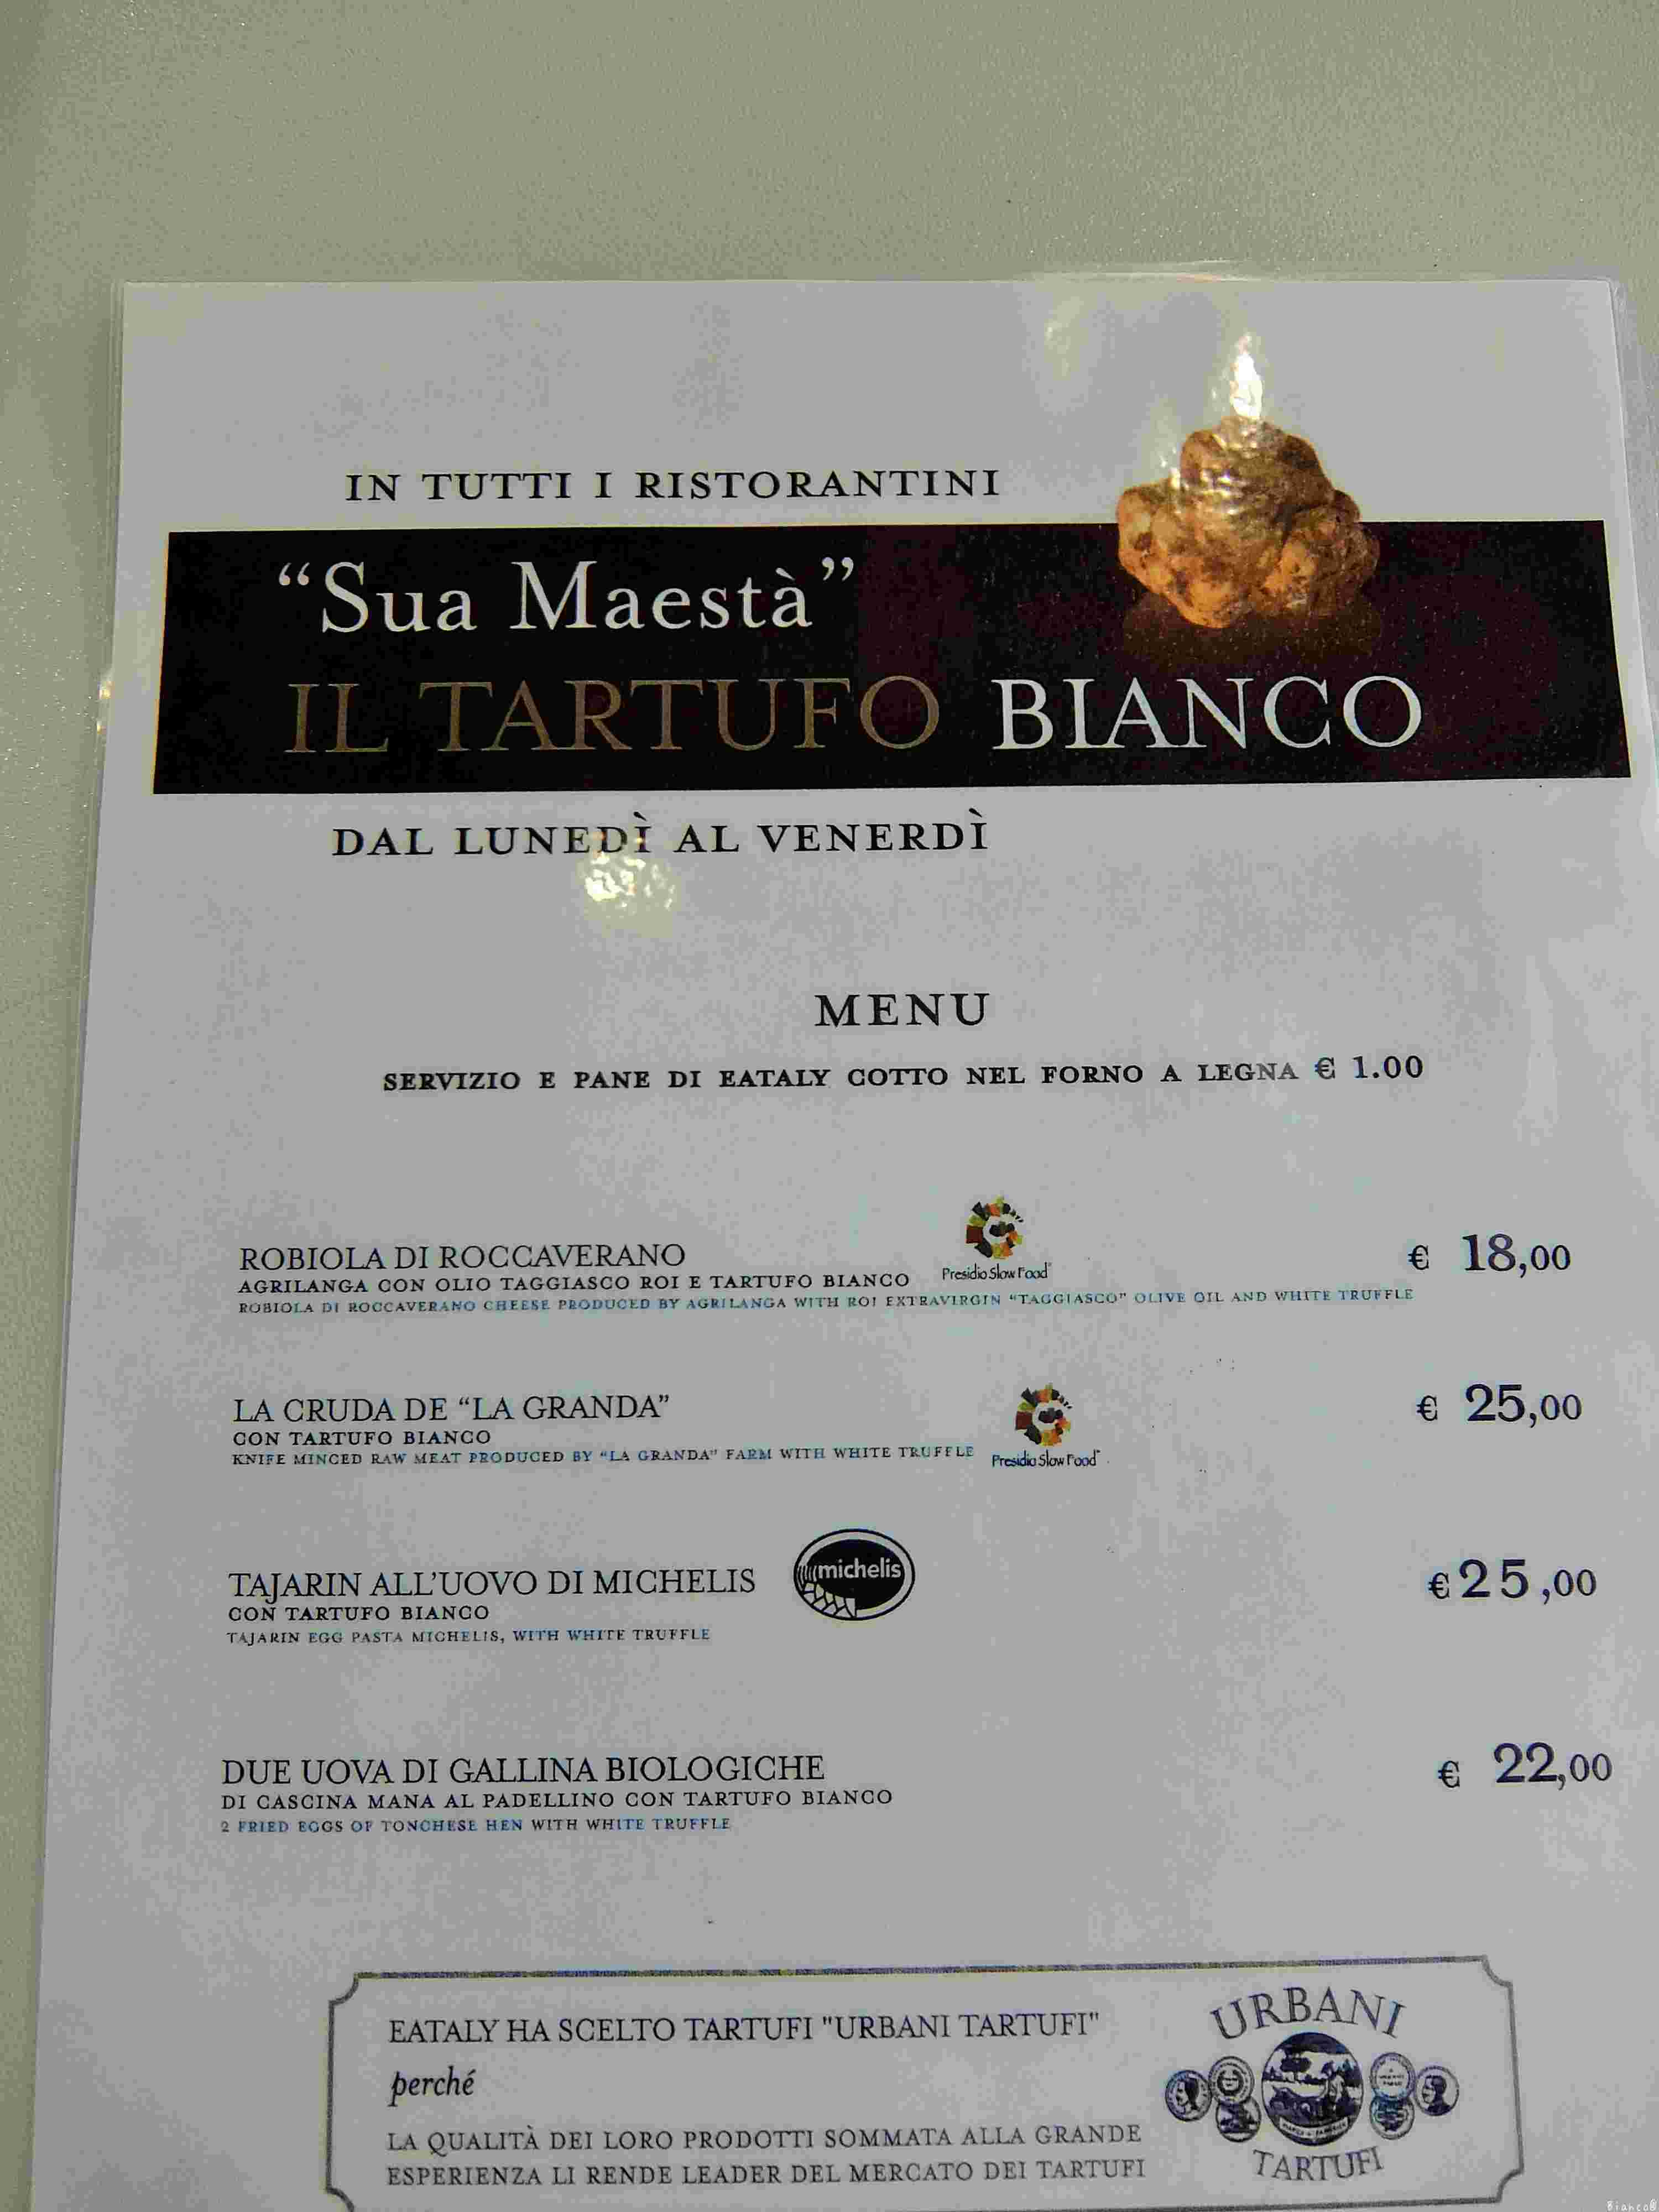 IN TUTTI I RISTORANTINI
“Sua Maestà”
IL TARTUFO BIANCO
DAL LUNEDÌ AL VENERDÌ
MENU
SERVIZIO E PANE DI EATALY COTTO NEL FORNO A LEGNA € 1.00
ROBIOLA DI ROCCAVERANO € 18,00
AGRILANGA CON OLIO TAGGIASCO ROI E TARTUFO BIANCO Presidio Slow Food®
ROBIOLA DI ROCCAVERANO CHEESE PRODUCED BY AGRILANGA WITH ROI EXTRAVIRGIN “TAGGIASCO” OLIVE OIL AND WHITE TRUFFLE
LA CRUDA DE “LA GRANDA” € 25,00
CON TARTUFO BIANCO
KNIFE MINCED RAW MEAT PRODUCED BY “LA GRANDA” FARM WITH WHITE TRUFFLE Presidio Slow Food®
TAJARIN ALL’UOVO DI MICHELIS michelis € 25,00
CON TARTUFO BIANCO
TAJARIN EGG PASTA MICHELIS, WITH WHITE TRUFFLE
DUE UOVA DI GALLINA BIOLOGICHE € 22,00
DI CASCINA MANA AL PADELLINO CON TARTUFO BIANCO
2 FRIED EGGS OF TONCHESE HEN WITH WHITE TRUFFLE
EATALY HA SCELTO TARTUFI "URBANI TARTUFI"
perché
LA QUALITÀ DEI LORO PRODOTTI SOMMATA ALLA GRANDE
ESPERIENZA LI RENDE LEADER DEL MERCATO DEI TARTUFI
URBANI
TARTUFI